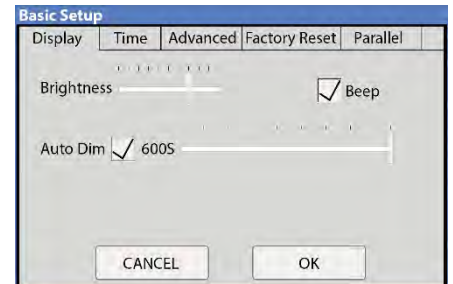 Basic Setup
Display Time Advanced Factory Reset Parallel
Brightness Beep
Auto Dim 600S
CANCEL OK